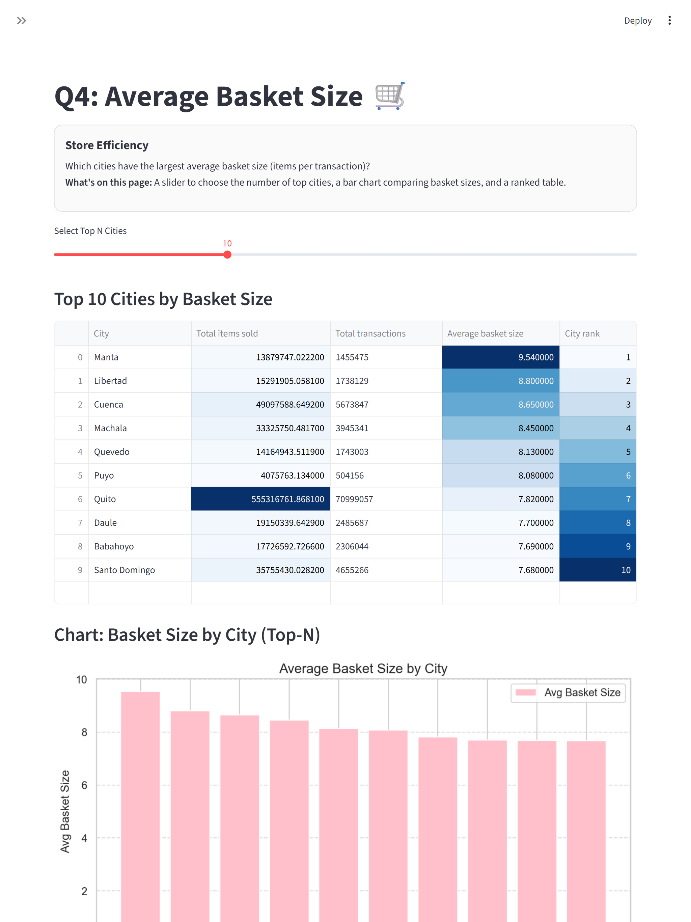 Deploy
Q4: Average Basket Size
Store Efficiency
Which cities have the largest average basket size (items per transaction)?
What's on this page: A slider to choose the number of top cities, a bar chart comparing basket sizes, and a ranked table.
Select Top N Cities
10
Top 10 Cities by Basket Size
City Total items sold Total transactions Average basket size City rank
0 Manta 13879747.022200 1455475 9.540000 1
1 Libertad 15291905.058100 1738129 8.800000 2
2 Cuenca 49097588.649200 5673847 8.650000 3
3 Machala 33325750.481700 3945341 8.450000 4
4 Quevedo 14164943.511900 1743003 8.130000 5
5 Puyo 4075763.134000 504156 8.080000 6
6 Quito 555316761.868100 70999057 7.820000 7
7 Daule 19150339.642900 2485687 7.700000 8
8 Babahoyo 17726592.726600 2306044 7.690000 9
9 Santo Domingo 35755430.028200 4655266 7.680000 10
Chart: Basket Size by City (Top-N)
Average Basket Size by City
Avg Basket Size
10
8
6
4
2
Avg Basket Size